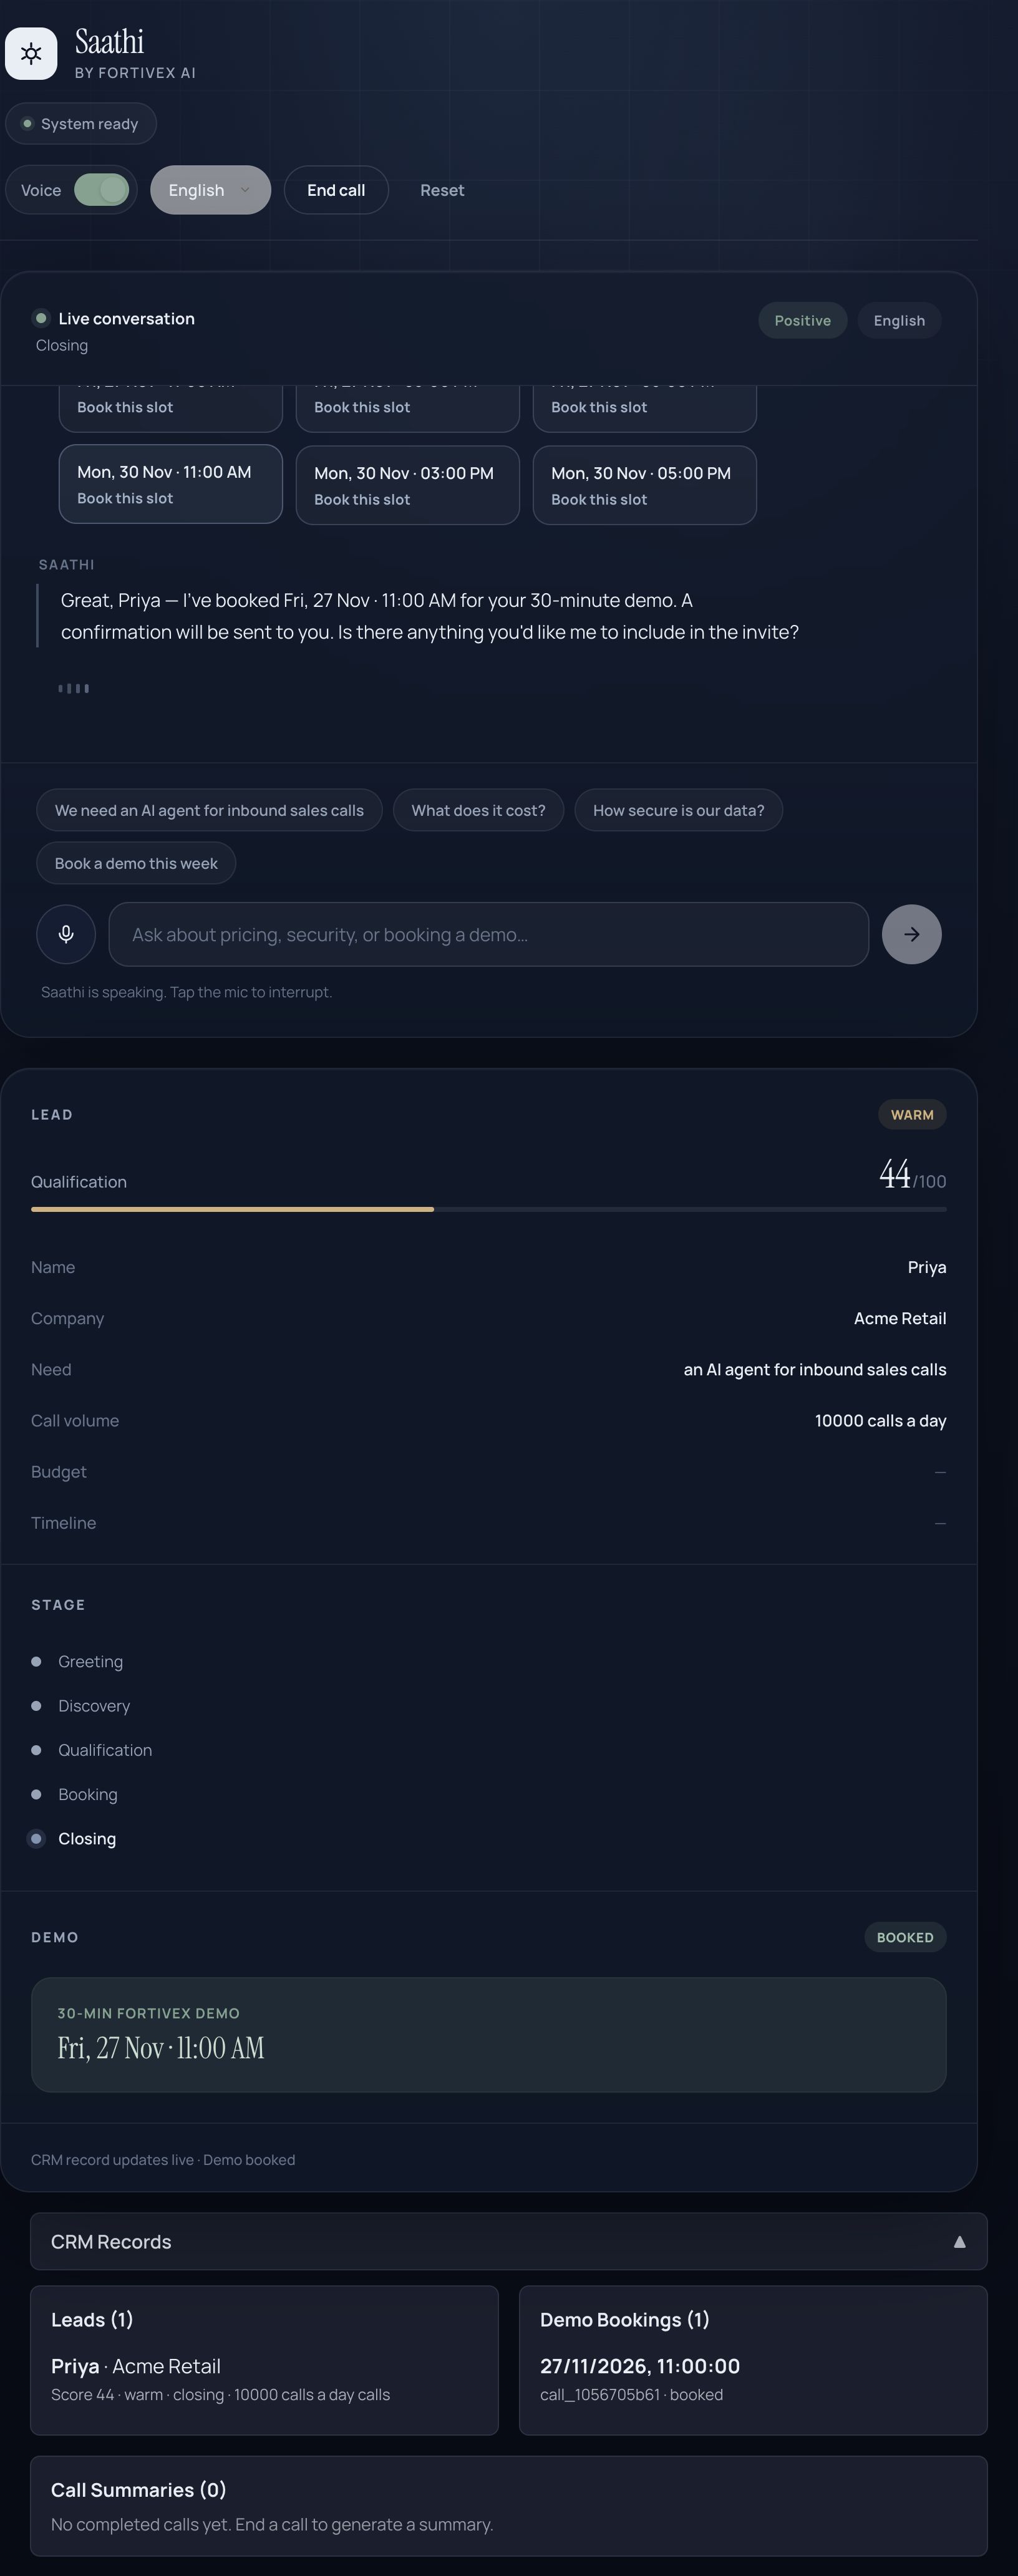 Saathi
BY FORTIVEX AI
System ready
Voice English End call Reset
Live conversation Positive English
Closing
Book this slot Book this slot Book this slot
Mon, 30 Nov · 11:00 AM Mon, 30 Nov · 03:00 PM Mon, 30 Nov · 05:00 PM
Book this slot Book this slot Book this slot
SAATHI
Great, Priya — I've booked Fri, 27 Nov · 11:00 AM for your 30-minute demo. A
confirmation will be sent to you. Is there anything you'd like me to include in the invite?
We need an AI agent for inbound sales calls What does it cost? How secure is our data?
Book a demo this week
Ask about pricing, security, or booking a demo…
Saathi is speaking. Tap the mic to interrupt.
LEAD WARM
Qualification 44/100
Name Priya
Company Acme Retail
Need an AI agent for inbound sales calls
Call volume 10000 calls a day
Budget —
Timeline —
STAGE
Greeting
Discovery
Qualification
Booking
Closing
DEMO BOOKED
30-MIN FORTIVEX DEMO
Fri, 27 Nov · 11:00 AM
CRM record updates live · Demo booked
CRM Records ▲
Leads (1) Demo Bookings (1)
Priya · Acme Retail 27/11/2026, 11:00:00
Score 44 · warm · closing · 10000 calls a day calls call_1056705b61 · booked
Call Summaries (0)
No completed calls yet. End a call to generate a summary.